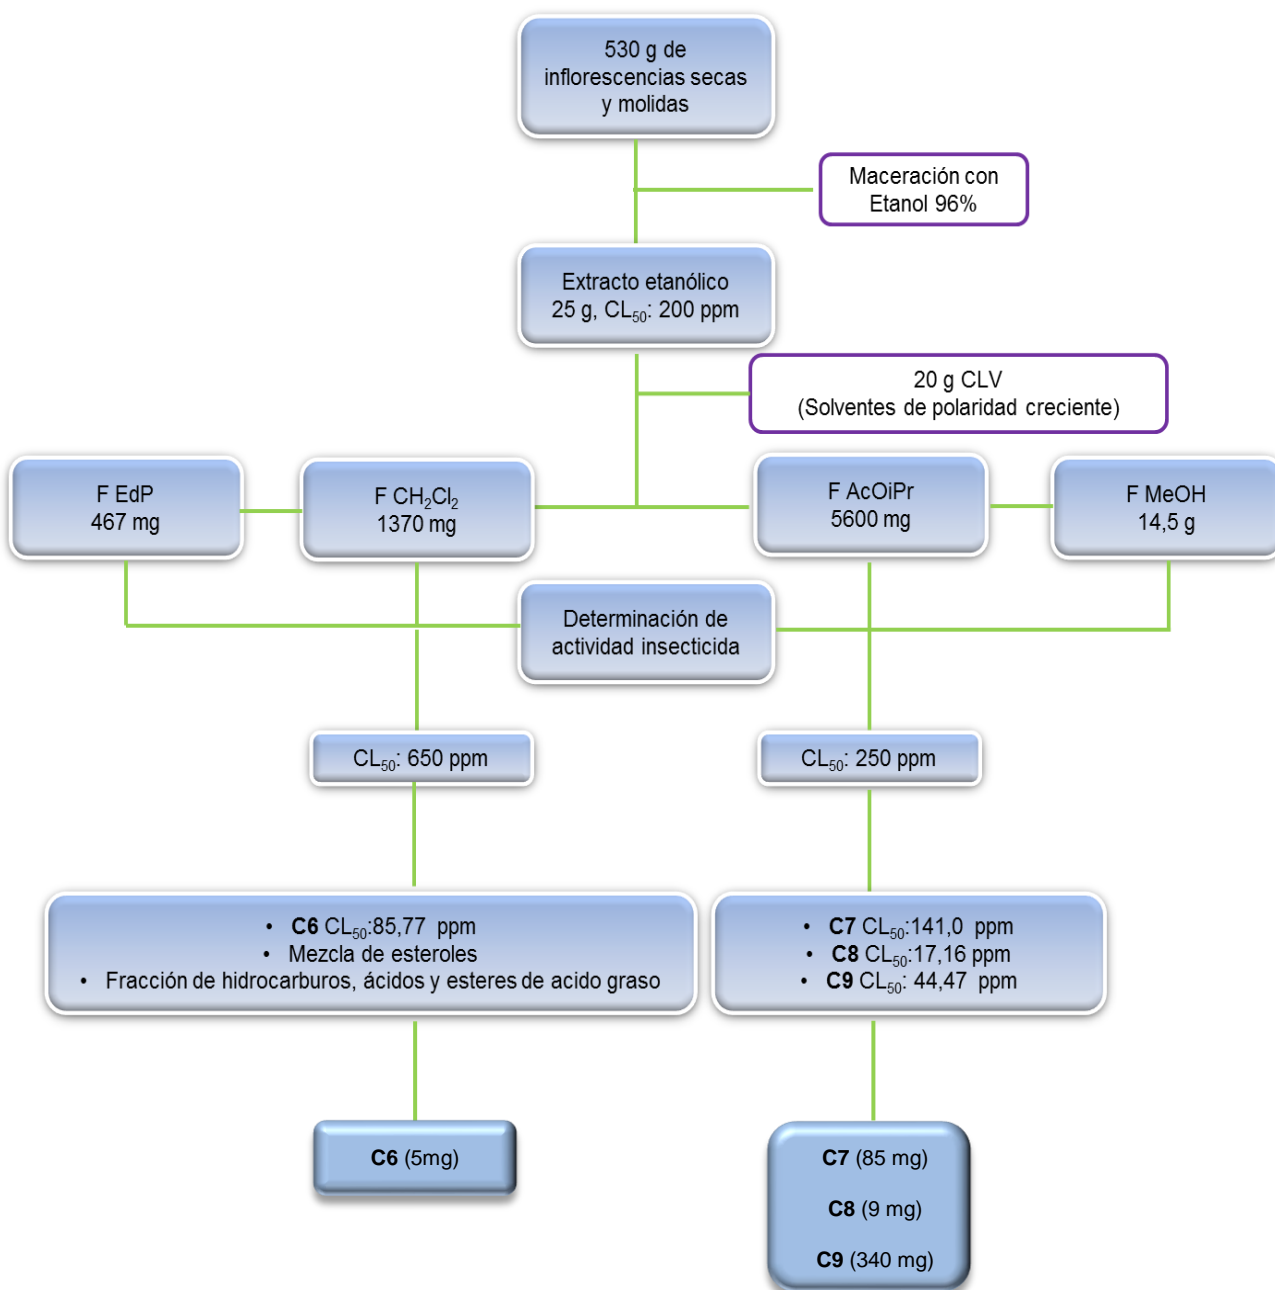 530 g de
inflorescencias secas
y molidas
Maceración con
Etanol 96%
Extracto etanólico
25 g, CL₅₀: 200 ppm
20 g CLV
(Solventes de polaridad creciente)
F EdP
467 mg
F CH₂Cl₂
1370 mg
F AcOiPr
5600 mg
F MeOH
14,5 g
Determinación de
actividad insecticida
CL₅₀: 650 ppm
CL₅₀: 250 ppm
• C6 CL₅₀:85,77 ppm
• Mezcla de esteroles
• Fracción de hidrocarburos, ácidos y esteres de acido graso
• C7 CL₅₀:141,0 ppm
• C8 CL₅₀:17,16 ppm
• C9 CL₅₀: 44,47 ppm
C6 (5mg)
C7 (85 mg)
C8 (9 mg)
C9 (340 mg)